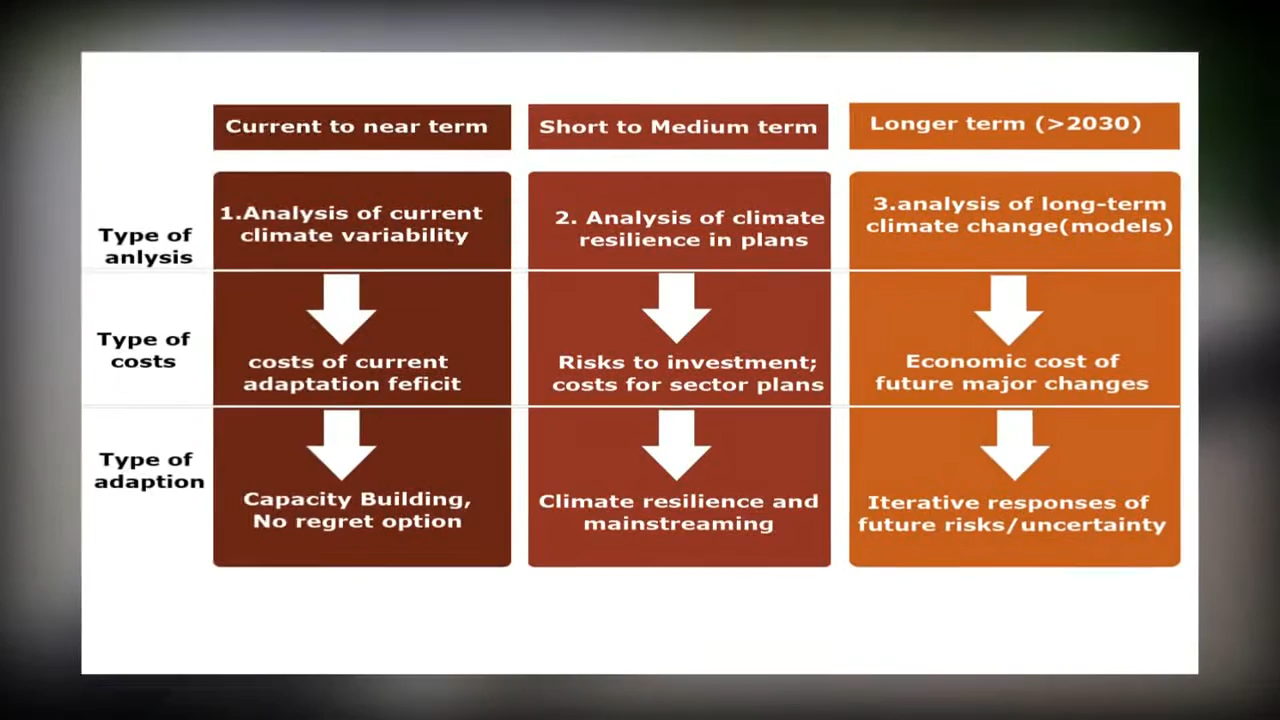 Current to near term
Short to Medium term
Longer term (>2030)
Type of
anlysis
1.Analysis of current
climate variability
2. Analysis of climate
resilience in plans
3.analysis of long-term
climate change(models)
Type of
costs
costs of current
adaptation feficit
Risks to investment;
costs for sector plans
Economic cost of
future major changes
Type of
adaption
Capacity Building,
No regret option
Climate resilience and
mainstreaming
Iterative responses of
future risks/uncertainty